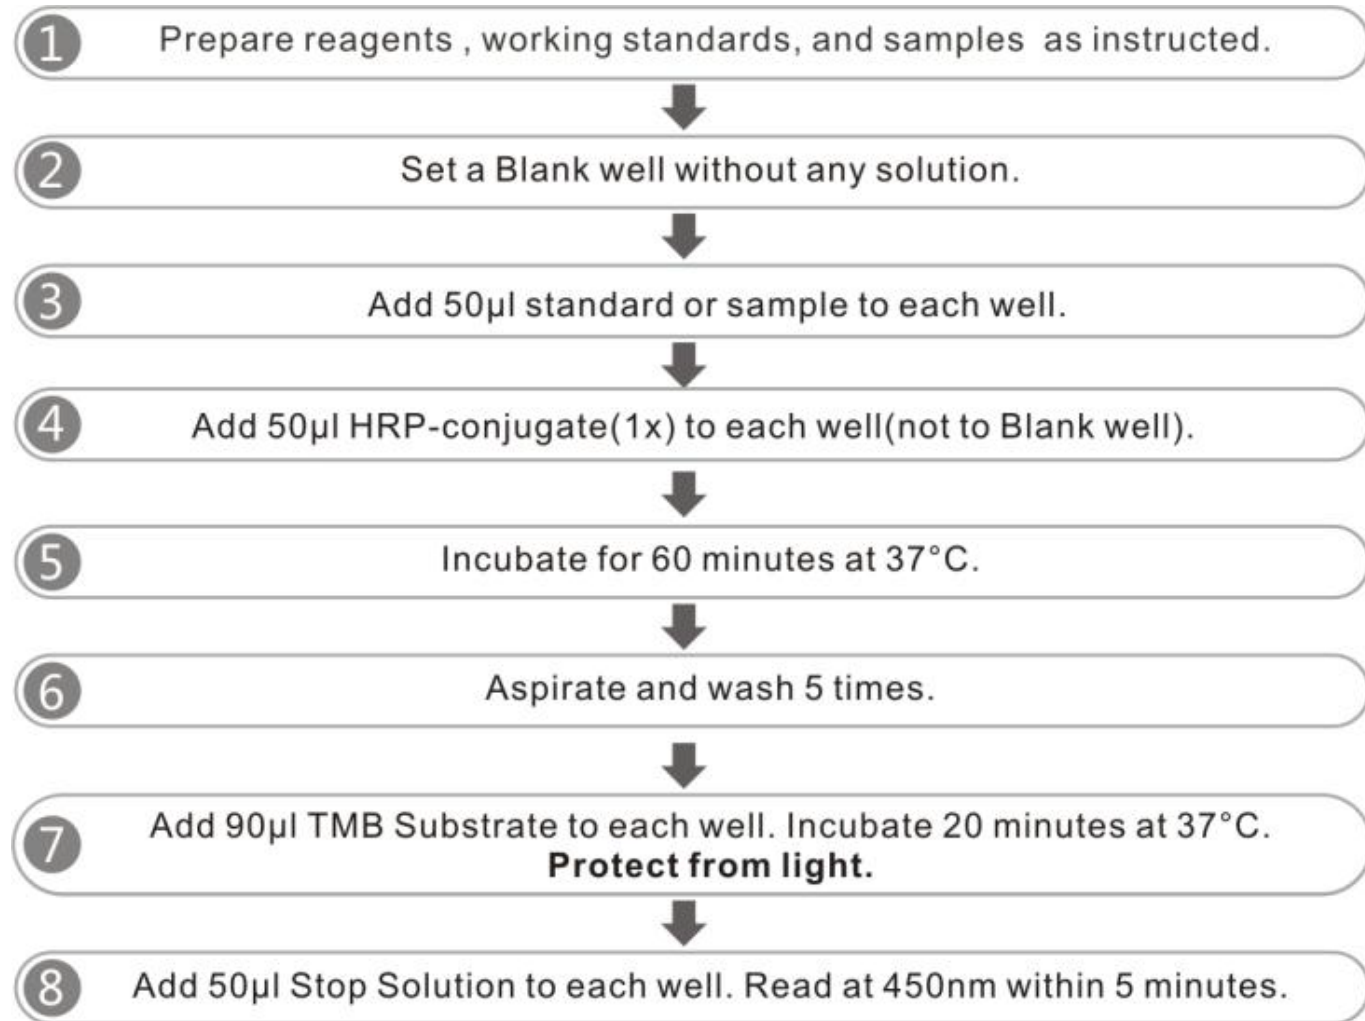 1 Prepare reagents , working standards, and samples as instructed.
2 Set a Blank well without any solution.
3 Add 50µl standard or sample to each well.
4 Add 50µl HRP-conjugate(1x) to each well(not to Blank well).
5 Incubate for 60 minutes at 37°C.
6 Aspirate and wash 5 times.
7 Add 90µl TMB Substrate to each well. Incubate 20 minutes at 37°C.
Protect from light.
8 Add 50µl Stop Solution to each well. Read at 450nm within 5 minutes.